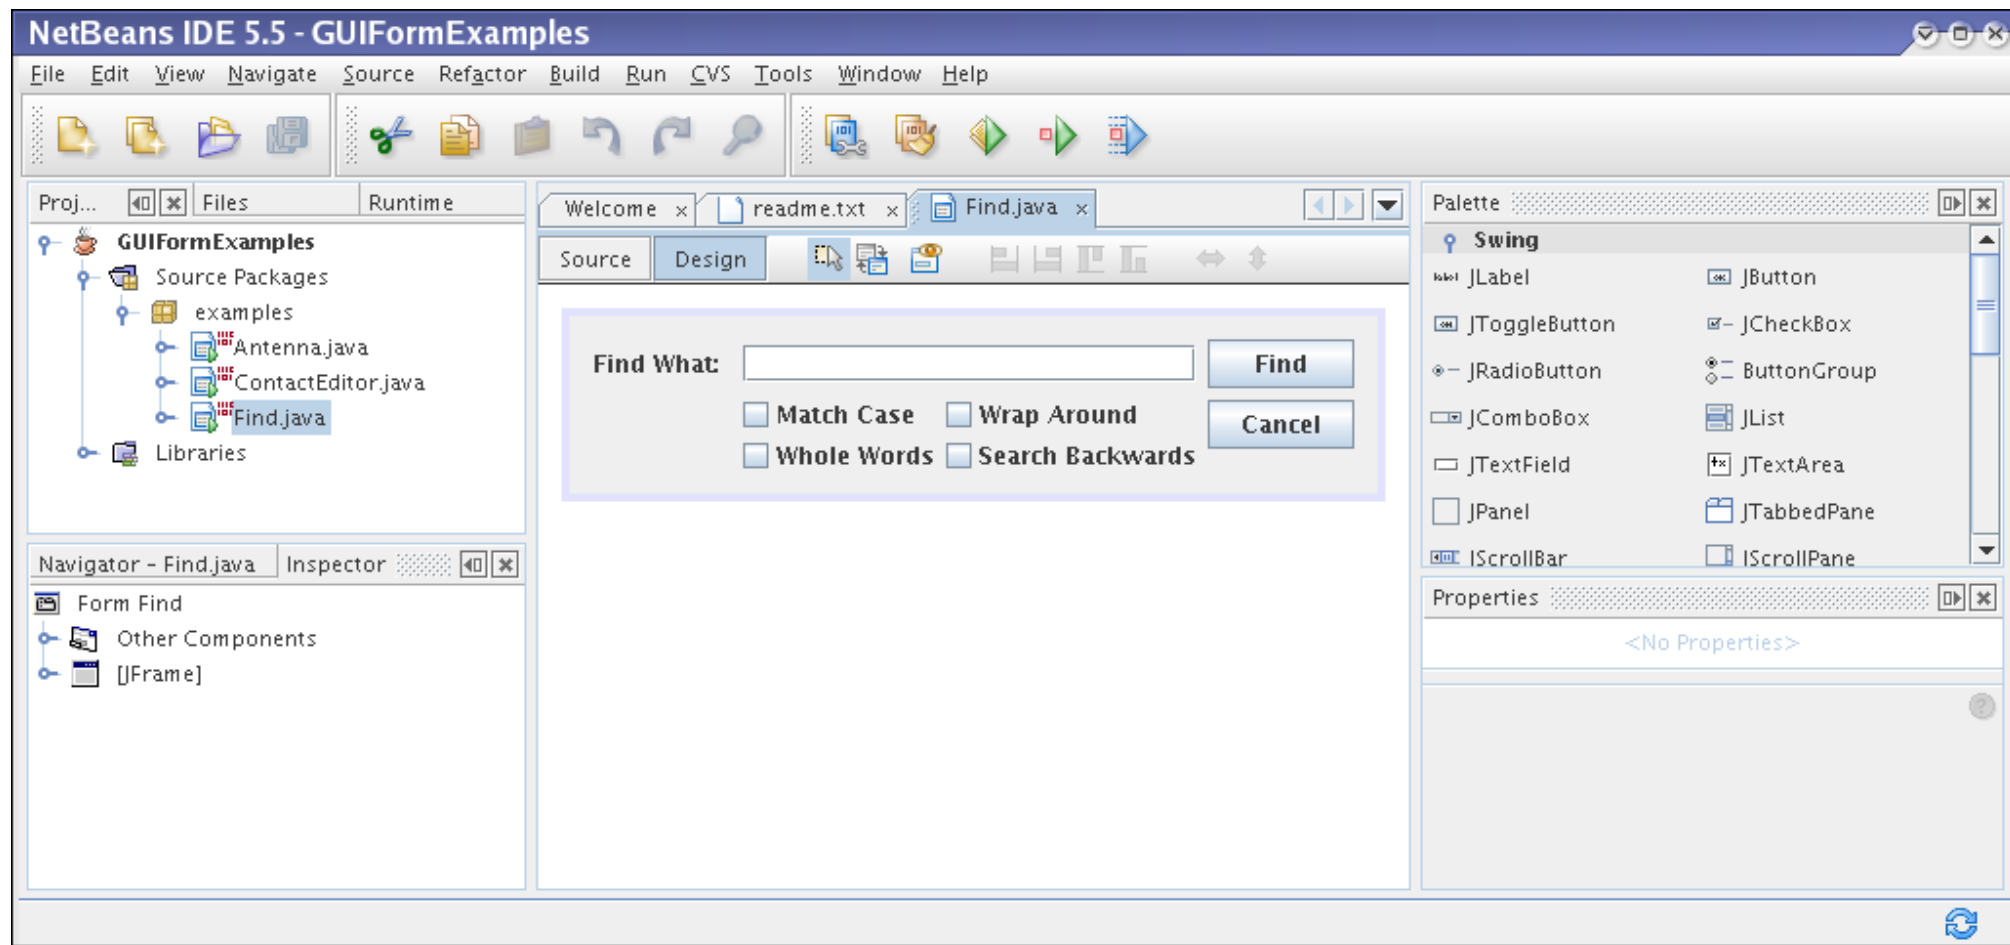 NetBeans IDE 5.5 - GUIFormExamples
File Edit View Navigate Source Refactor Build Run CVS Tools Window Help
Proj... Files Runtime
GUIFormExamples
Source Packages
examples
Antenna.java
ContactEditor.java
Find.java
Libraries
Navigator - Find.java Inspector
Form Find
Other Components
[JFrame]
Welcome readme.txt Find.java
Source Design
Find What: Find
Match Case Wrap Around Cancel
Whole Words Search Backwards
Palette
Swing
JLabel JButton
JToggleButton JCheckBox
JRadioButton ButtonGroup
JComboBox JList
JTextField JTextArea
JPanel JTabbedPane
JScrollBar JScrollPane
Properties
<No Properties>